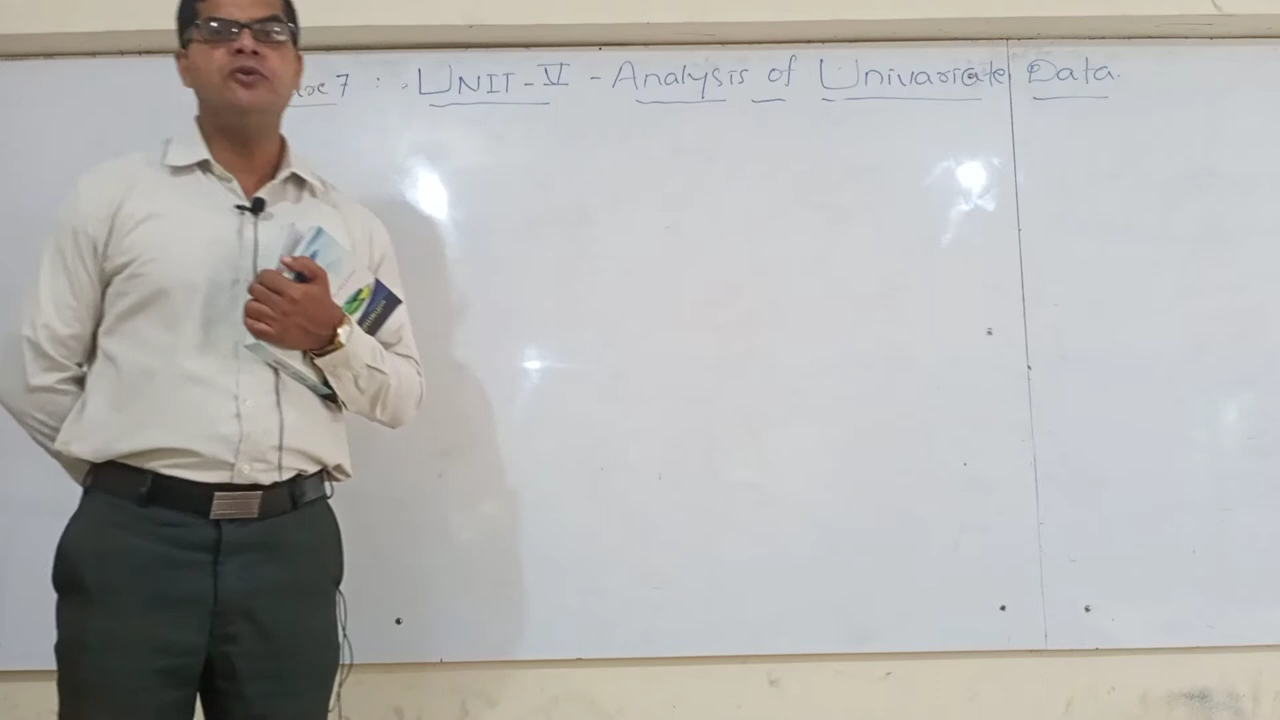 7 : . UNIT-V - Analysis of Univariate Data.